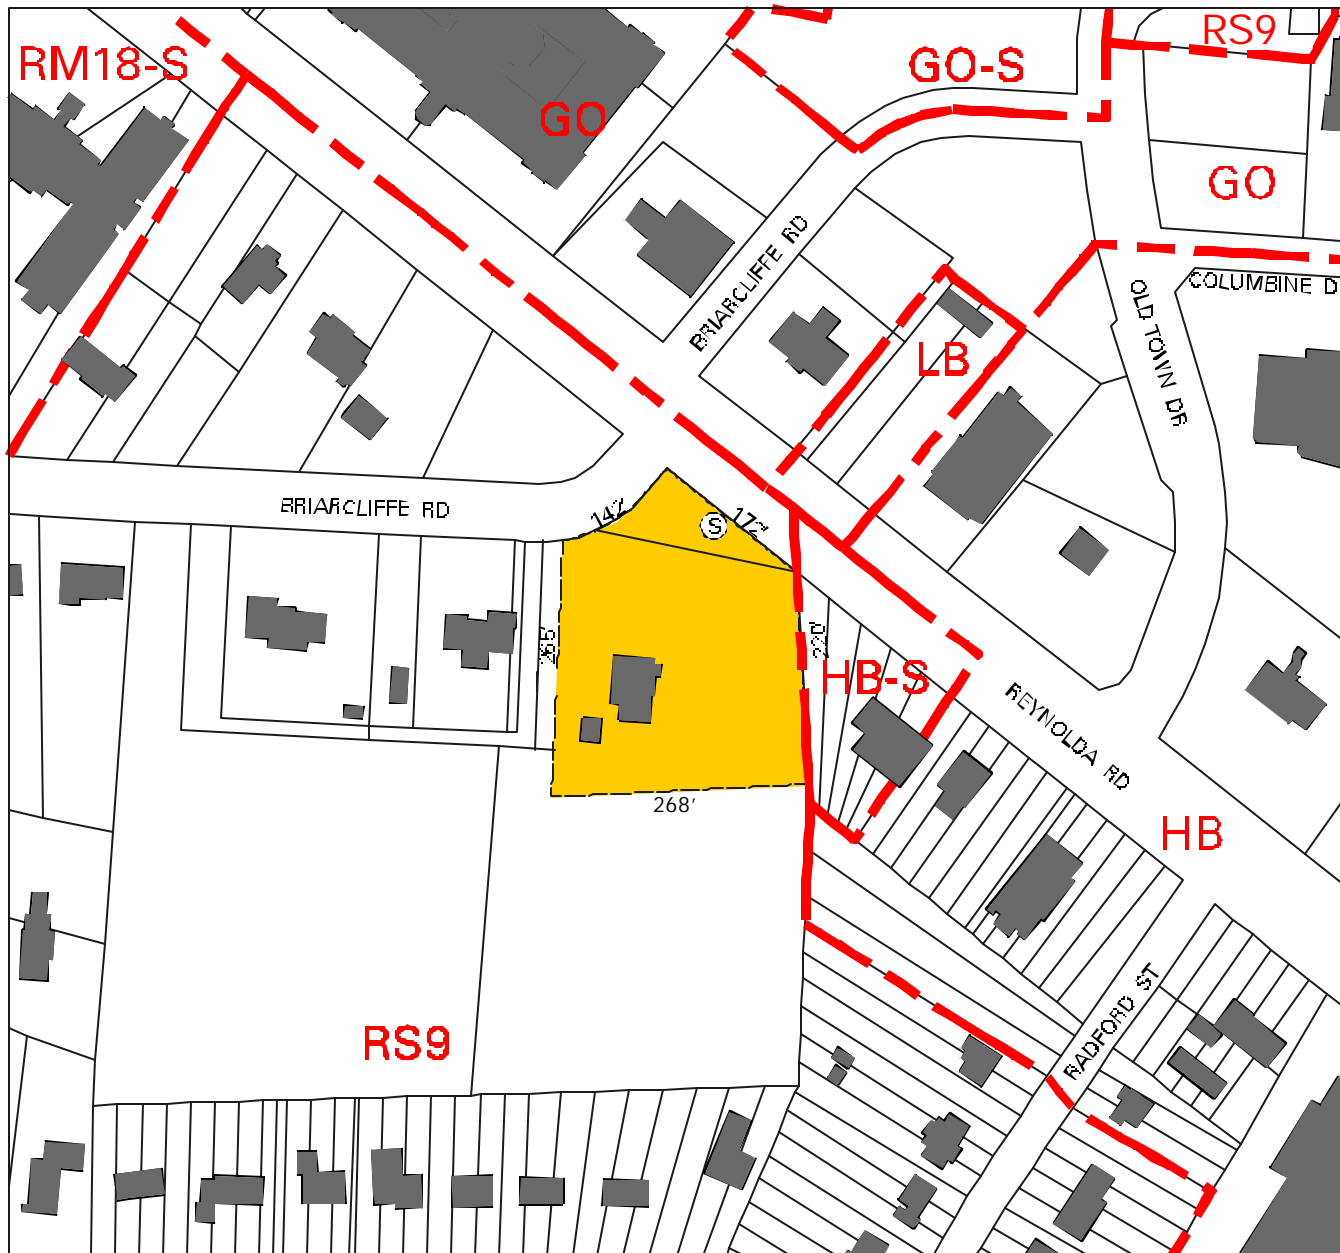 RS9
RM18-S
GO-S
GO
GO
BRIARCLIFFE RD
COLUMBINE D
OLD TOWN DR
LB
BRIARCLIFFE RD
142'
S
172'
266'
220'
HB-S
REYNOLDA RD
268'
HB
RADFORD ST
RS9